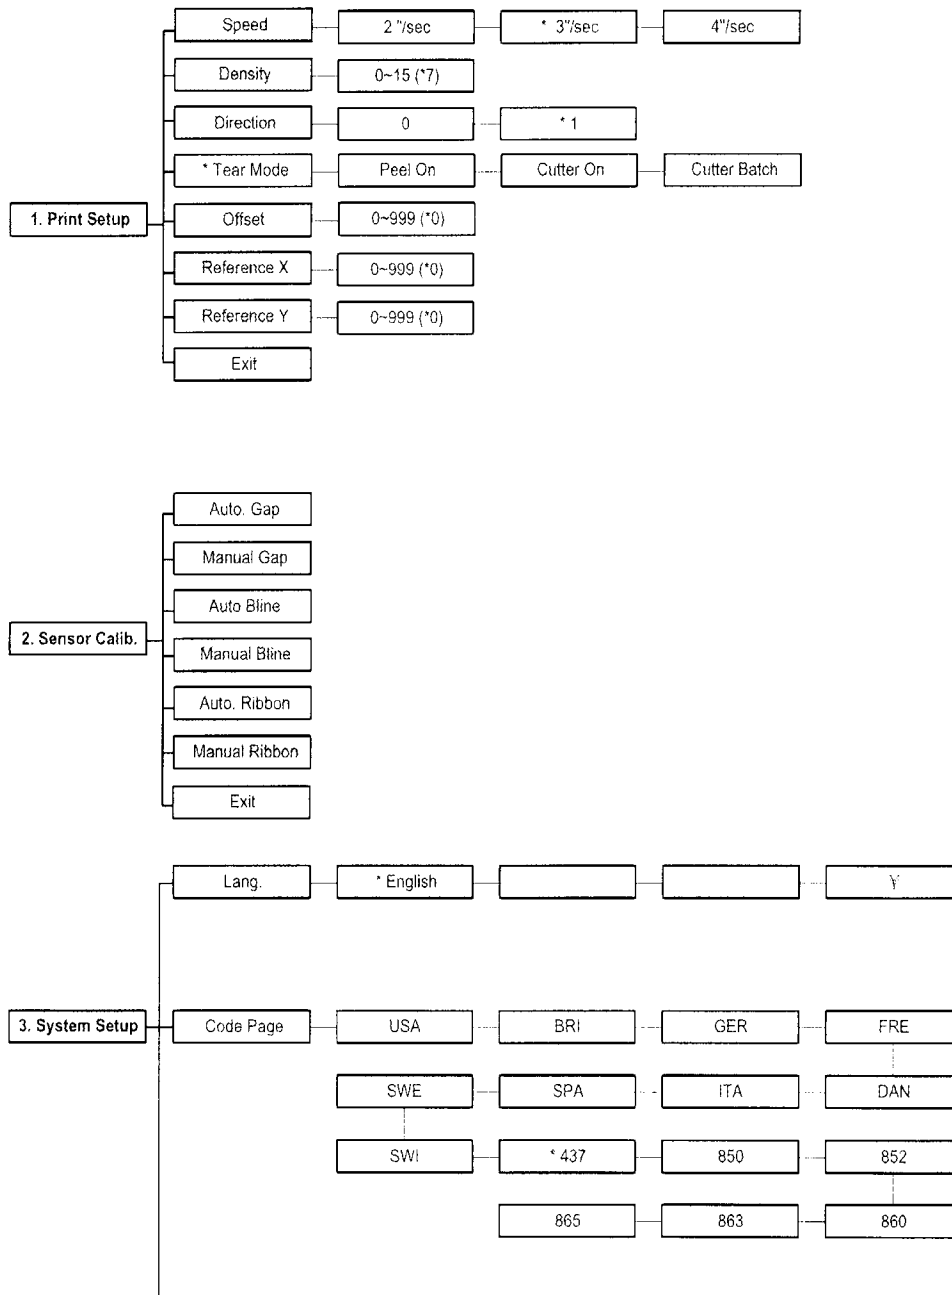 Speed 2 "/sec * 3"/sec 4"/sec
Density 0~15 (*7)
Direction 0 * 1
* Tear Mode Peel On Cutter On Cutter Batch
1. Print Setup Offset 0~999 (*0)
Reference X 0~999 (*0)
Reference Y 0~999 (*0)
Exit
Auto. Gap
Manual Gap
Auto Bline
2. Sensor Calib. Manual Bline
Auto. Ribbon
Manual Ribbon
Exit
Lang. * English
3. System Setup Code Page USA BRI GER FRE
SWE SPA ITA DAN
SWI * 437 850 852
865 863 860